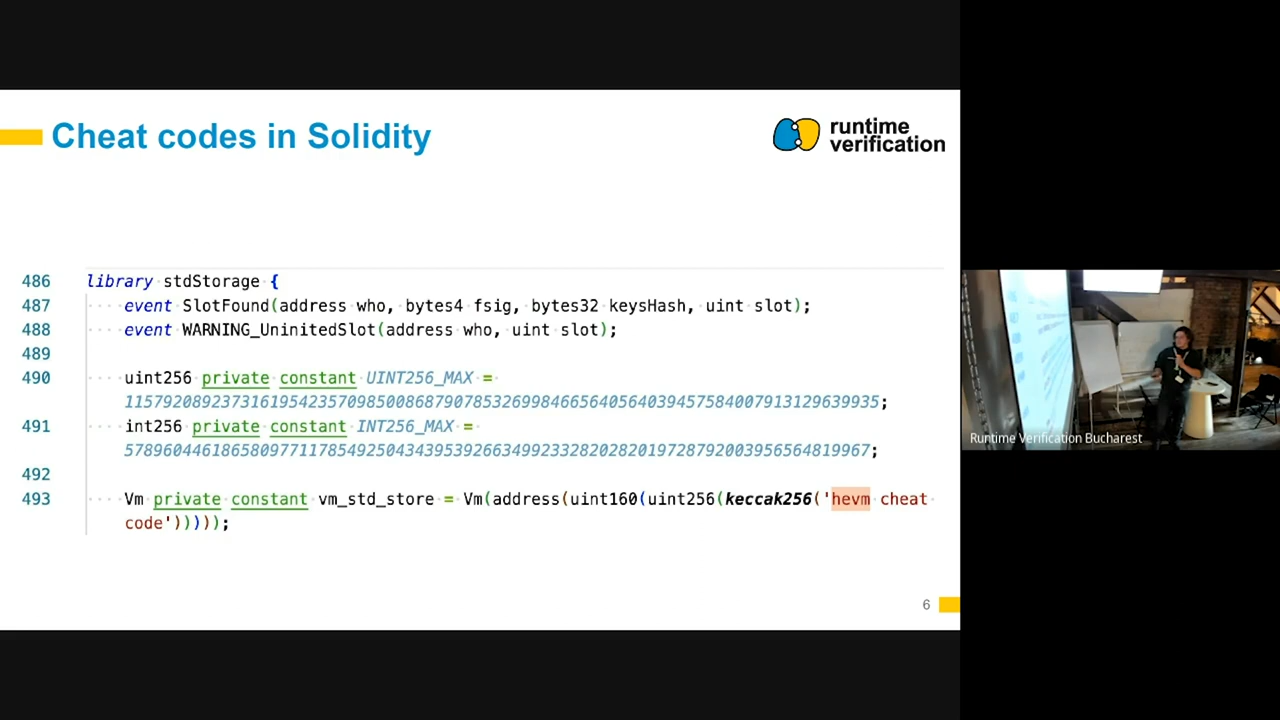 Cheat codes in Solidity
runtime
verification
486 library stdStorage {
487 event SlotFound(address who, bytes4 fsig, bytes32 keysHash, uint slot);
488 event WARNING_UninitedSlot(address who, uint slot);
489
490 uint256 private constant UINT256_MAX =
115792089237316195423570985008687907853269984665640564039457584007913129639935;
491 int256 private constant INT256_MAX =
57896044618658097711785492504343953926634992332820282019728792003956564819967;
492
493 Vm private constant vm_std_store = Vm(address(uint160(uint256(keccak256('hevm cheat
code')))));
6
Runtime Verification Bucharest